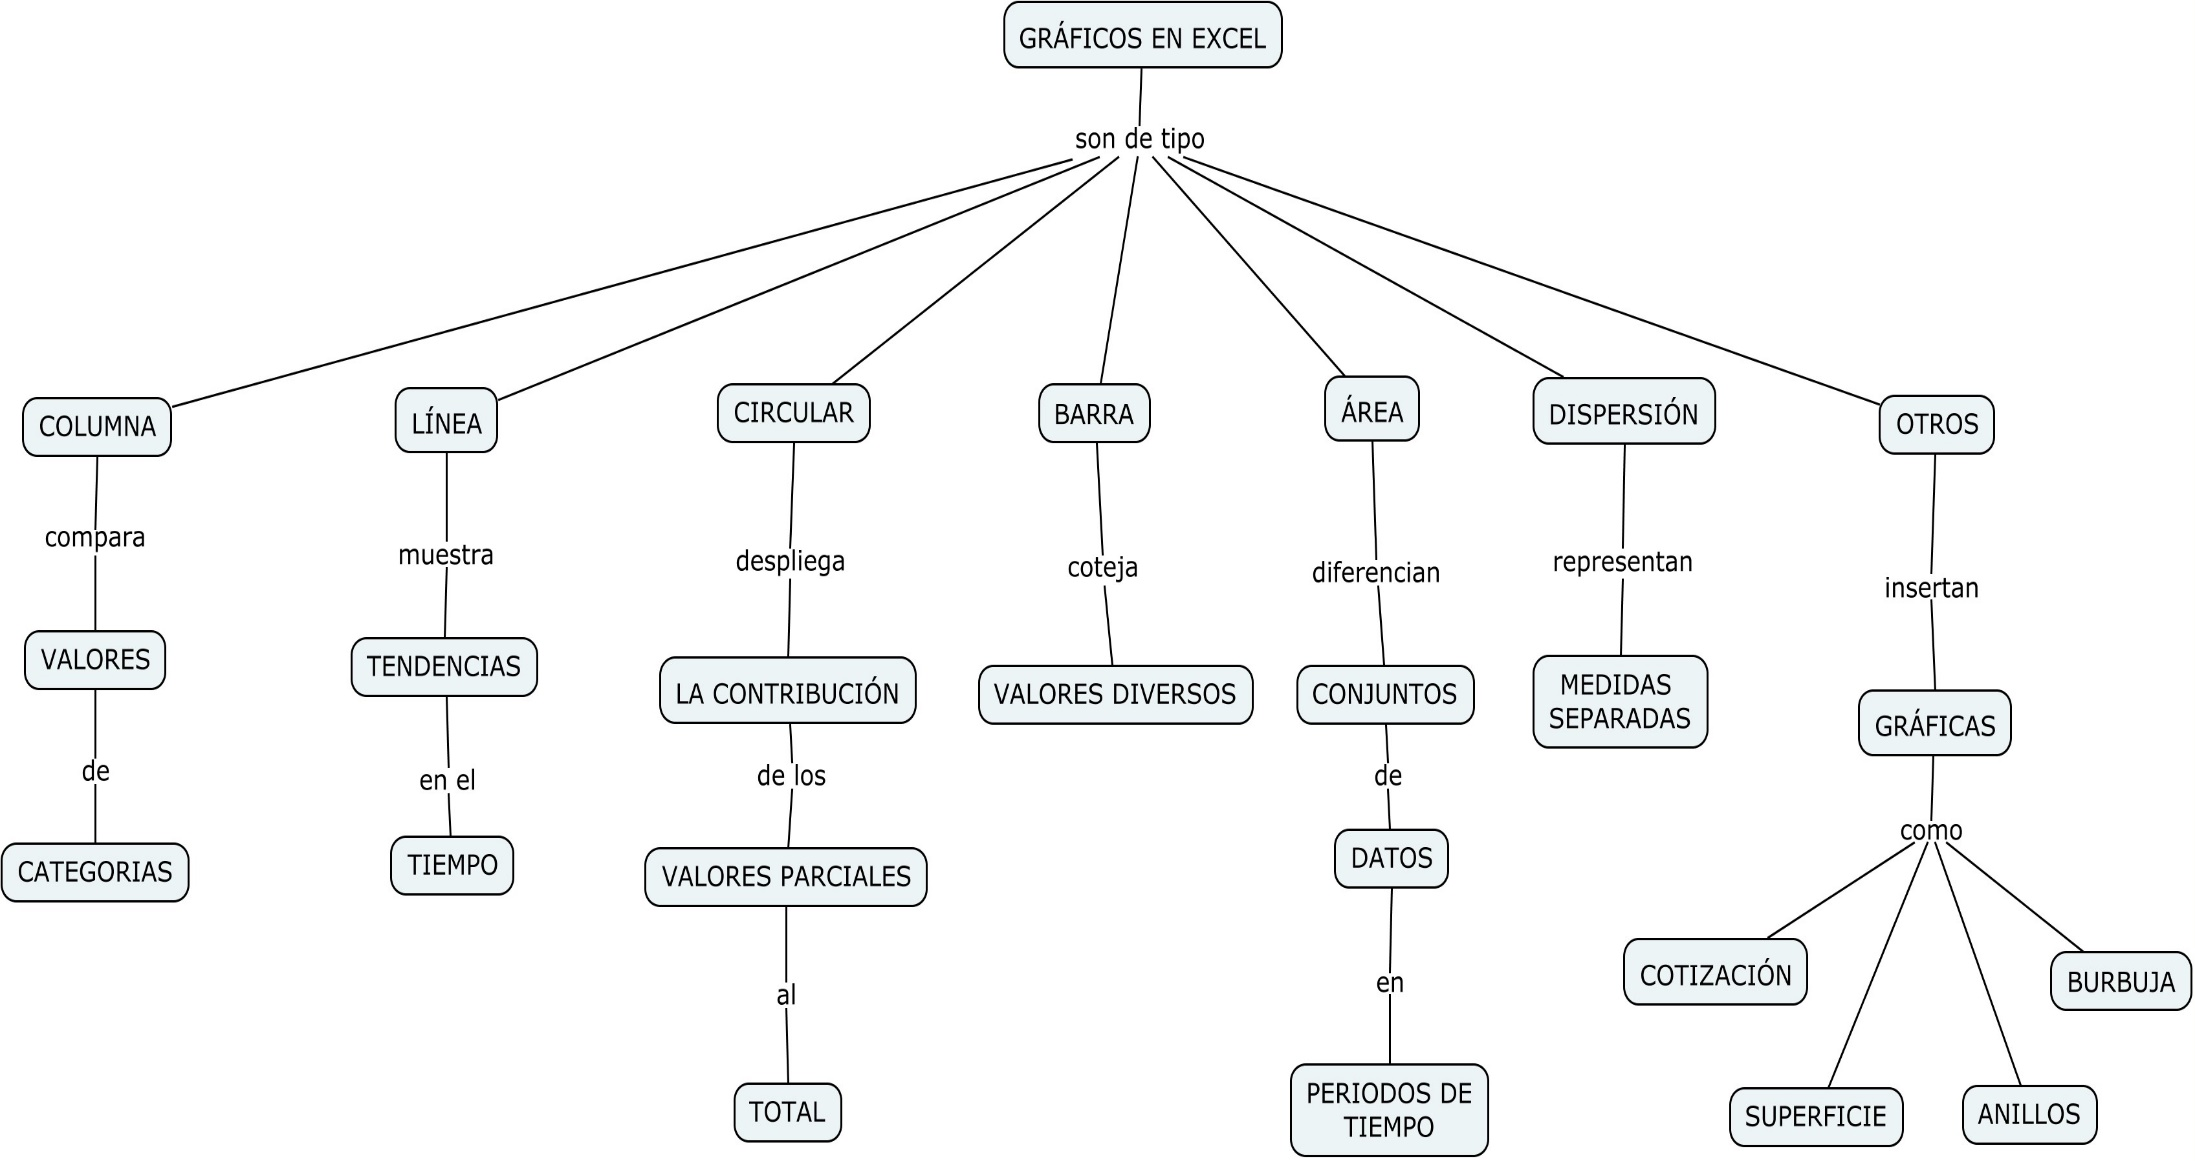 GRÁFICOS EN EXCEL
son de tipo
COLUMNA
LÍNEA
CIRCULAR
BARRA
ÁREA
DISPERSIÓN
OTROS
compara
muestra
despliega
coteja
diferencian
representan
insertan
VALORES
TENDENCIAS
LA CONTRIBUCIÓN
VALORES DIVERSOS
CONJUNTOS
MEDIDAS
SEPARADAS
GRÁFICAS
de
en el
de los
de
como
CATEGORIAS
TIEMPO
VALORES PARCIALES
DATOS
al
en
COTIZACIÓN
BURBUJA
TOTAL
PERIODOS DE
TIEMPO
SUPERFICIE
ANILLOS